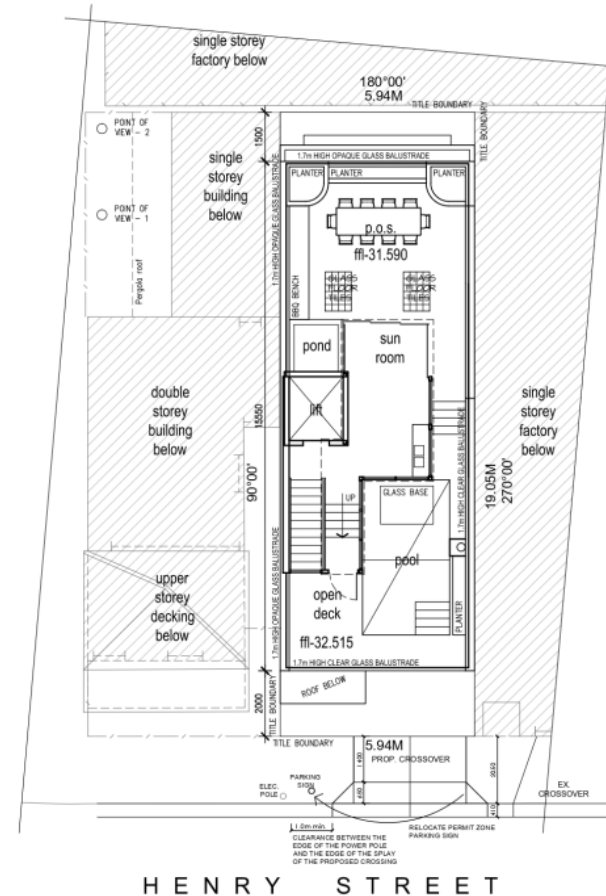 single storey
factory below
180°00'
5.94M
TITLE BOUNDARY
TITLE BOUNDARY
POINT OF
VIEW - 2
1500
1.7m HIGH OPAQUE GLASS BALUSTRADE
single
storey
building
below
PLANTER
PLANTER
PLANTER
POINT OF
VIEW - 1
1.7m HIGH OPAQUE GLASS BALUSTRADE
p.o.s.
ffl-31.590
Pergola roof
BBQ BENCH
GLASS
FLOOR
TILES
GLASS
FLOOR
TILES
pond
sun
room
double
storey
building
below
15550
lift
single
storey
factory
below
1.7m HIGH CLEAR GLASS BALUSTRADE
19.05M
270°00'
90°00'
UP
GLASS BASE
pool
upper
storey
decking
below
1.7m HIGH OPAQUE GLASS BALUSTRADE
open
deck
PLANTER
ffl-32.515
1.7m HIGH CLEAR GLASS BALUSTRADE
ROOF BELOW
2000
TITLE BOUNDARY
TITLE BOUNDARY
5.94M
PROP. CROSSOVER
1400
PARKING
SIGN
ELEC.
POLE
EX.
CROSSOVER
1.0m min.
CLEARANCE BETWEEN THE
EDGE OF THE POWER POLE
AND THE EDGE OF THE SPLAY
OF THE PROPOSED CROSSING
RELOCATE PERMIT ZONE
PARKING SIGN
HENRY STREET